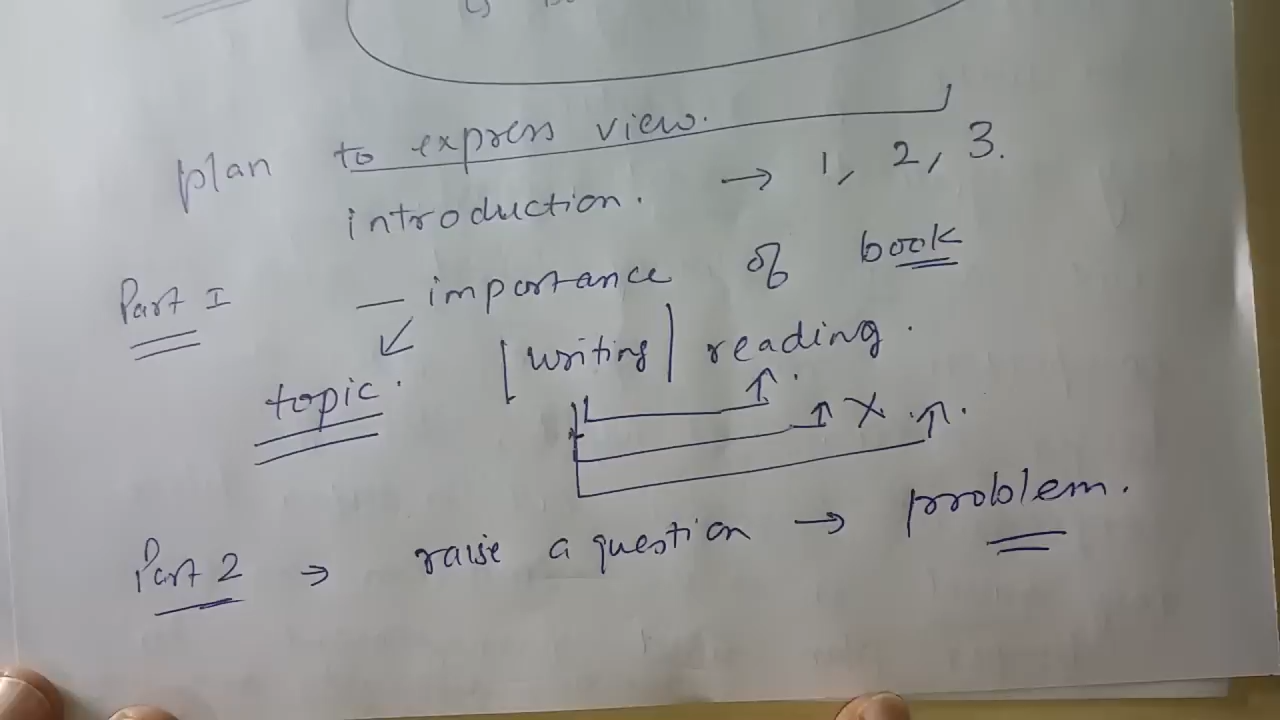 plan to express view.
introduction. → 1, 2, 3.
Part I — importance of book
topic. | writing | reading.
X
Part 2 → raise a question → problem.